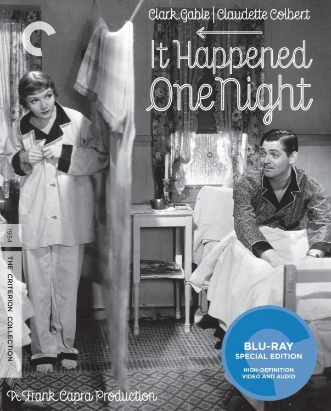 Clark Gable | Claudette Colbert
It Happened
One Night
1934
THE CRITERION COLLECTION
BLU-RAY
SPECIAL EDITION
HIGH-DEFINITION
VIDEO AND AUDIO
A Frank Capra Production